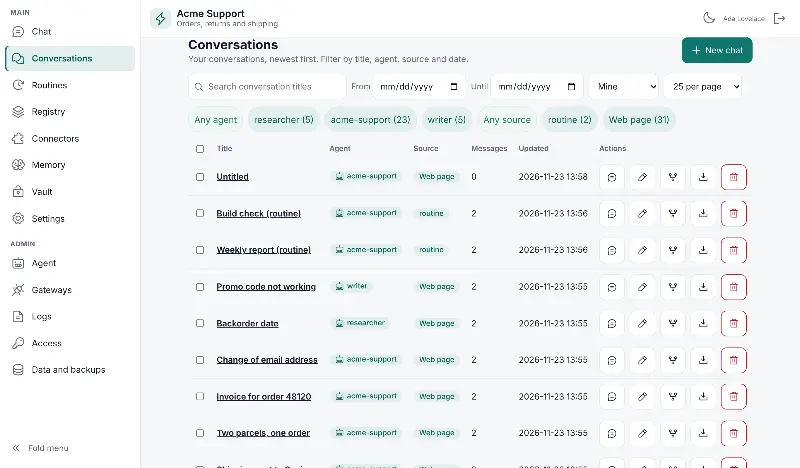 MAIN
Chat
Conversations
Routines
Registry
Connectors
Memory
Vault
Settings
ADMIN
Agent
Gateways
Logs
Access
Data and backups
Fold menu
Acme Support
Orders, returns and shipping
Ada Lovelace
Conversations
Your conversations, newest first. Filter by title, agent, source and date.
New chat
Search conversation titles From mm/dd/yyyy Until mm/dd/yyyy Mine 25 per page
Any agent researcher (5) acme-support (23) writer (5) Any source routine (2) Web page (31)
Title Agent Source Messages Updated Actions
Untitled acme-support Web page 0 2026-11-23 13:58
Build check (routine) acme-support routine 2 2026-11-23 13:56
Weekly report (routine) acme-support routine 2 2026-11-23 13:56
Promo code not working writer Web page 2 2026-11-23 13:55
Backorder date researcher Web page 2 2026-11-23 13:55
Change of email address acme-support Web page 2 2026-11-23 13:55
Invoice for order 48120 acme-support Web page 2 2026-11-23 13:55
Two parcels, one order acme-support Web page 2 2026-11-23 13:55